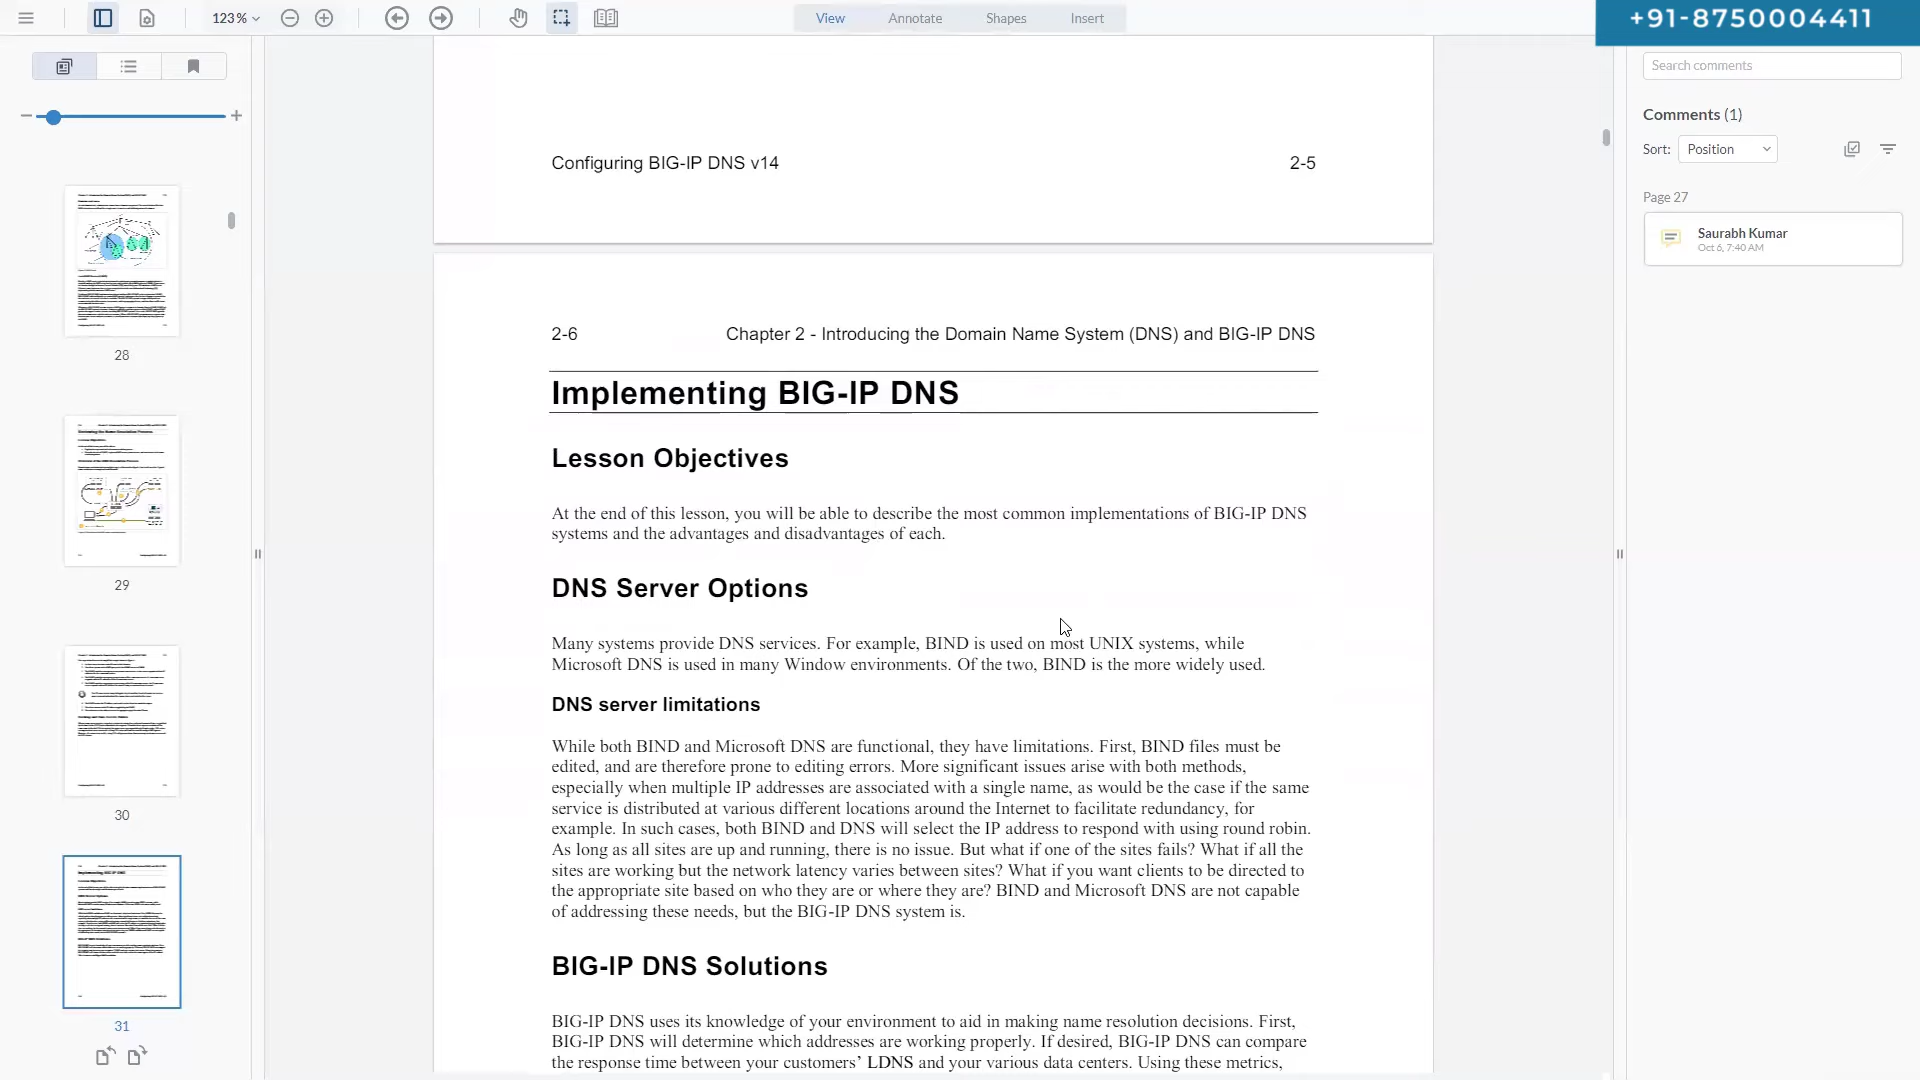 123%
View
Annotate
Shapes
Insert
+91-8750004411
Search comments
Comments (1)
Sort:
Position
Page 27
Saurabh Kumar
Oct 6, 7:40 AM
28
29
30
31
Configuring BIG-IP DNS v14 2-5
2-6 Chapter 2 - Introducing the Domain Name System (DNS) and BIG-IP DNS
Implementing BIG-IP DNS
Lesson Objectives
At the end of this lesson, you will be able to describe the most common implementations of BIG-IP DNS
systems and the advantages and disadvantages of each.
DNS Server Options
Many systems provide DNS services. For example, BIND is used on most UNIX systems, while
Microsoft DNS is used in many Window environments. Of the two, BIND is the more widely used.
DNS server limitations
While both BIND and Microsoft DNS are functional, they have limitations. First, BIND files must be
edited, and are therefore prone to editing errors. More significant issues arise with both methods,
especially when multiple IP addresses are associated with a single name, as would be the case if the same
service is distributed at various different locations around the Internet to facilitate redundancy, for
example. In such cases, both BIND and DNS will select the IP address to respond with using round robin.
As long as all sites are up and running, there is no issue. But what if one of the sites fails? What if all the
sites are working but the network latency varies between sites? What if you want clients to be directed to
the appropriate site based on who they are or where they are? BIND and Microsoft DNS are not capable
of addressing these needs, but the BIG-IP DNS system is.
BIG-IP DNS Solutions
BIG-IP DNS uses its knowledge of your environment to aid in making name resolution decisions. First,
BIG-IP DNS will determine which addresses are working properly. If desired, BIG-IP DNS can compare
the response time between your customers' LDNS and your various data centers. Using these metrics,